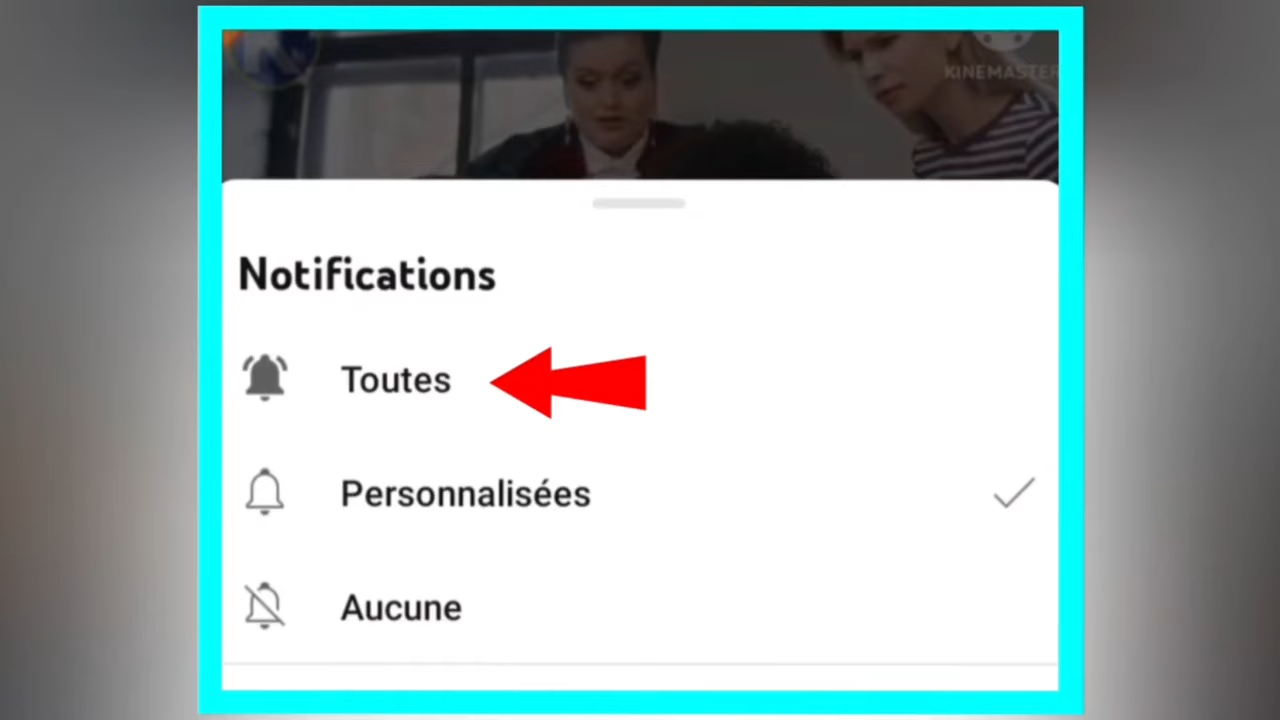 KINEMASTER
Notifications
Toutes
Personnalisées
Aucune